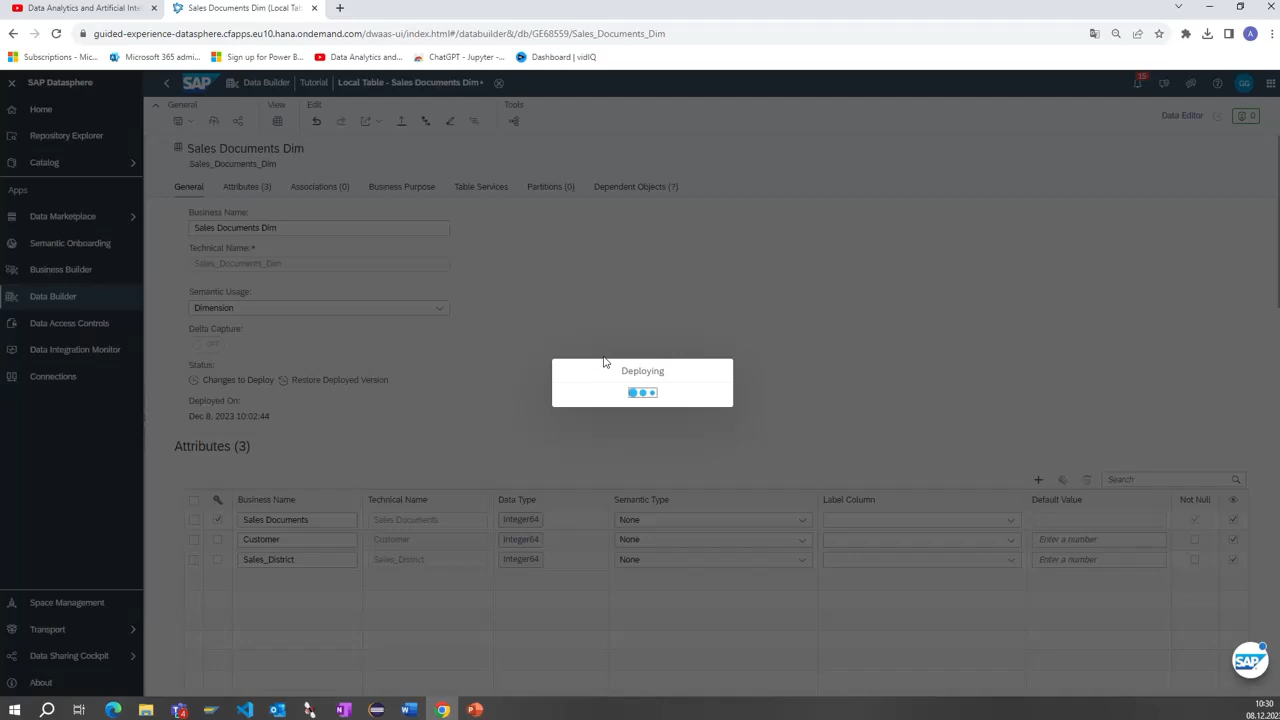 Data Analytics and Artificial Inte
Sales Documents Dim (Local Tabl
guided-experience-datasphere.cfapps.eu10.hana.ondemand.com/dwaas-ui/index.html#/databuilder&/db/GE68559/Sales_Documents_Dim
A
Subscriptions - Mic...
Microsoft 365 admi...
Sign up for Power B...
Data Analytics and...
ChatGPT - Jupyter -...
Dashboard | vidIQ
SAP Datasphere
SAP
Data Builder
Tutorial
Local Table - Sales Documents Dim
15
GG
Home
Repository Explorer
Catalog
Apps
Data Marketplace
Semantic Onboarding
Business Builder
Data Builder
Data Access Controls
Data Integration Monitor
Connections
Space Management
Transport
Data Sharing Cockpit
About
General
View
Edit
Tools
Data Editor
0
Sales Documents Dim
Sales_Documents_Dim
General
Attributes (3)
Associations (0)
Business Purpose
Table Services
Partitions (0)
Dependent Objects (7)
Business Name:
Sales Documents Dim
Technical Name: *
Sales_Documents_Dim
Semantic Usage:
Dimension
Delta Capture:
OFF
Status:
Changes to Deploy
Restore Deployed Version
Deployed On:
Dec 8, 2023 10:02:44
Deploying
Attributes (3)
Search
Business Name
Technical Name
Data Type
Semantic Type
Label Column
Default Value
Not Null
Sales Documents
Sales Documents
Integer64
None
Customer
Customer
Integer64
None
Enter a number
Sales_District
Sales_District
Integer64
None
Enter a number
SAP
10:30